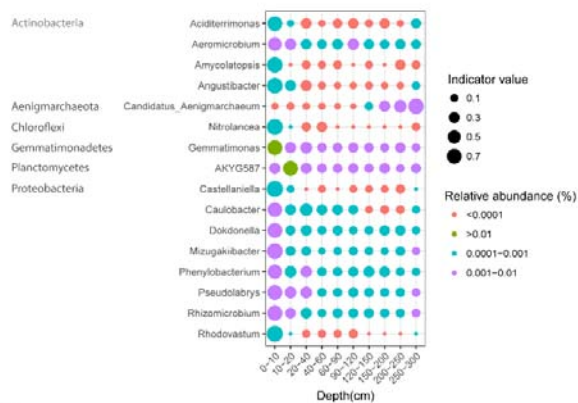 Actinobacteria Aciditerrimonas
Aeromicrobium
Amycolatopsis
Angustibacter
Aenigmarchaeota Candidatus_Aenigmarchaeum
Chloroflexi Nitrolancea
Gemmatimonadetes Gemmatimonas
Planctomycetes AKYG587
Proteobacteria Castellaniella
Caulobacter
Dokdonella
Mizugakiibacter
Phenylobacterium
Pseudolabrys
Rhizomicrobium
Rhodovastum
0−10
10−20
20−40
40−60
60−90
90−120
120−150
150−200
200−250
250−300
Depth(cm)
Indicator value
0.1
0.3
0.5
0.7
Relative abundance (%)
<0.0001
>0.01
0.0001−0.001
0.001−0.01